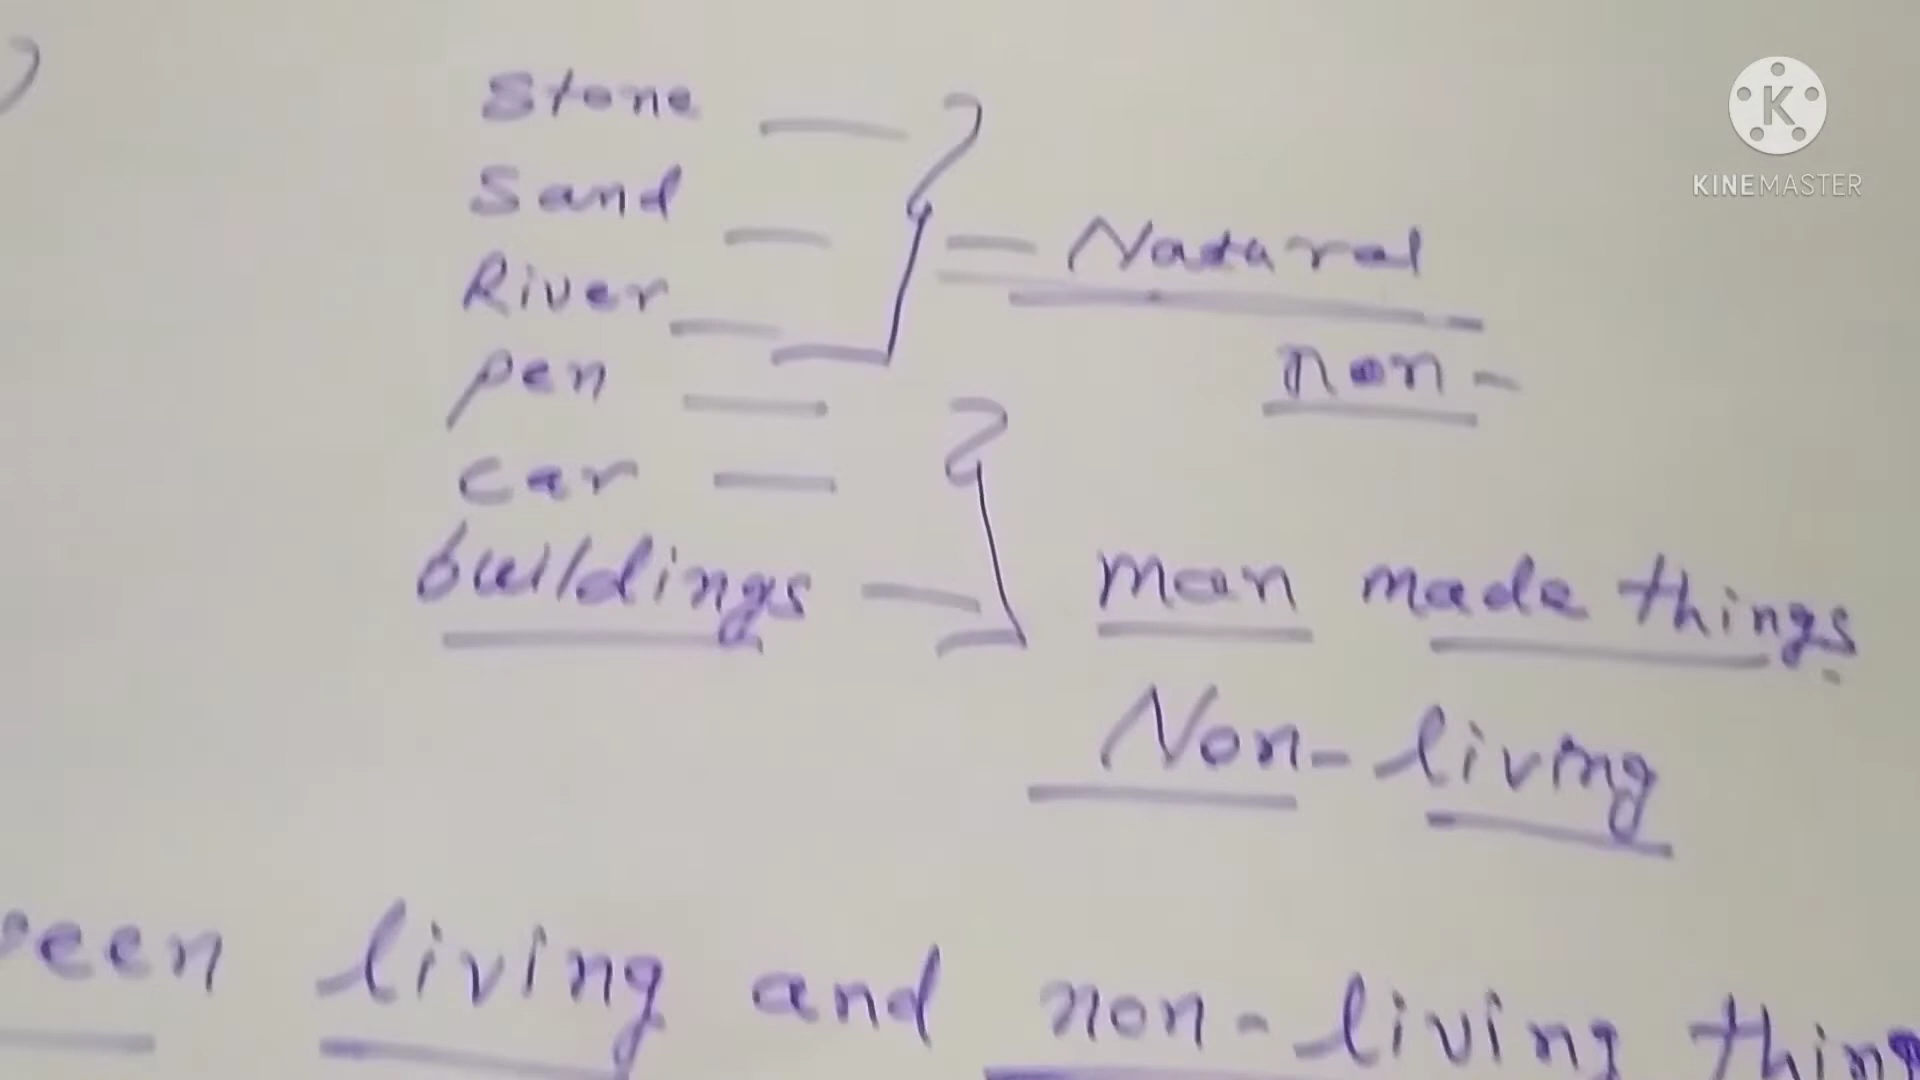 Stone
Sand
River
Natural
non-
pen
car
buildings
man made things
Non-living
living and non-living
KINEMASTER